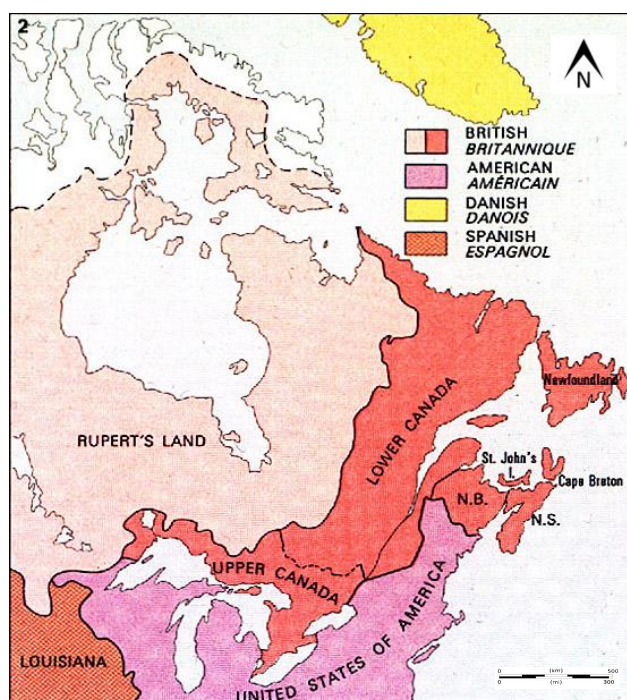 2
N
BRITISH
BRITANNIQUE
AMERICAN
AMÉRICAIN
DANISH
DANOIS
SPANISH
ESPAGNOL
Newfoundland
RUPERT'S LAND
LOWER CANADA
St. John's
I.
Cape Breton
N.B.
N.S.
UPPER CANADA
LOUISIANA
UNITED STATES OF AMERICA
0 (km) 500
0 (mi) 300